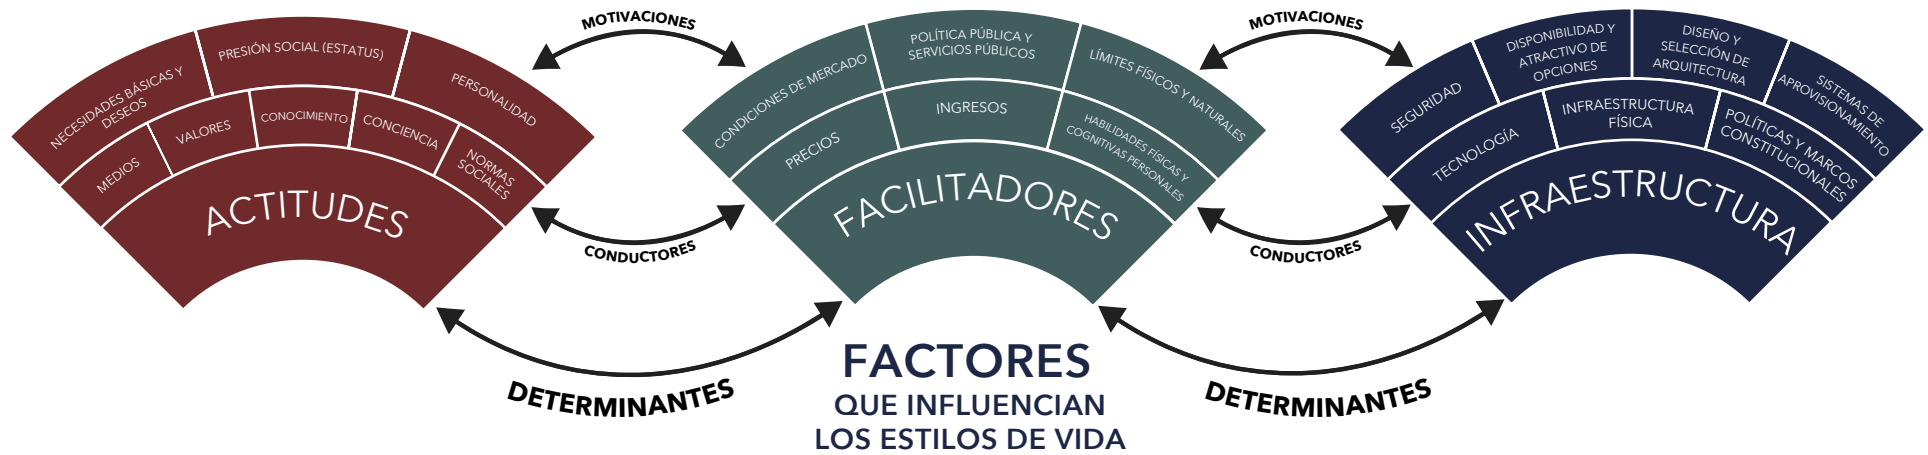 NECESIDADES BÁSICAS Y
DESEOS
PRESIÓN SOCIAL (ESTATUS)
PERSONALIDAD
MEDIOS
VALORES
CONOCIMIENTO
CONCIENCIA
NORMAS
SOCIALES
ACTITUDES
MOTIVACIONES
CONDUCTORES
DETERMINANTES
CONDICIONES DE MERCADO
POLÍTICA PÚBLICA Y
SERVICIOS PÚBLICOS
LÍMITES FÍSICOS Y NATURALES
PRECIOS
INGRESOS
HABILIDADES FÍSICAS Y
COGNITIVAS PERSONALES
FACILITADORES
MOTIVACIONES
CONDUCTORES
DETERMINANTES
SEGURIDAD
DISPONIBILIDAD Y
ATRACTIVO DE
OPCIONES
DISEÑO Y
SELECCIÓN DE
ARQUITECTURA
SISTEMAS DE
APROVISIONAMIENTO
TECNOLOGÍA
INFRAESTRUCTURA
FÍSICA
POLÍTICAS Y MARCOS
CONSTITUCIONALES
INFRAESTRUCTURA
FACTORES
QUE INFLUENCIAN
LOS ESTILOS DE VIDA